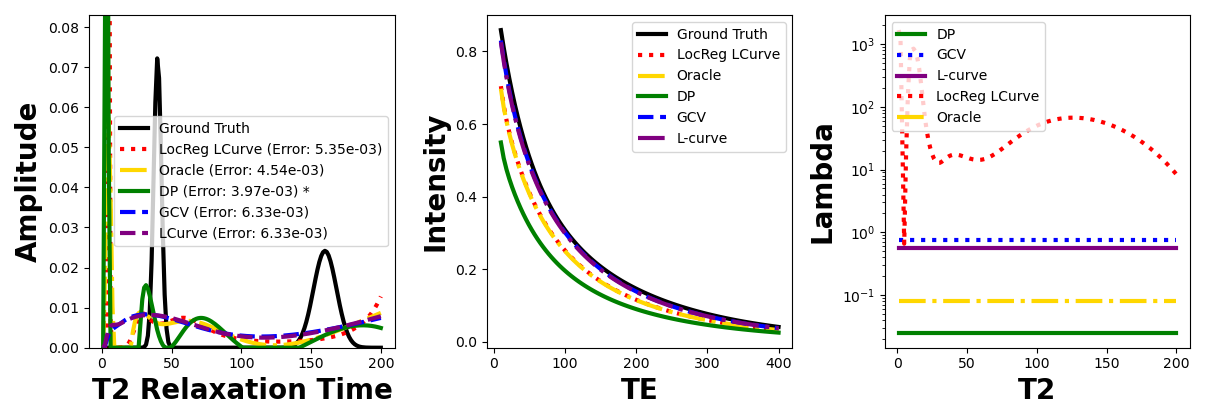 Amplitude
0.08
0.07
0.06
0.05
0.04
0.03
0.02
0.01
0.00
Ground Truth
LocReg LCurve (Error: 5.35e-03)
Oracle (Error: 4.54e-03)
DP (Error: 3.97e-03) *
GCV (Error: 6.33e-03)
LCurve (Error: 6.33e-03)
0 50 100 150 200
T2 Relaxation Time
Intensity
0.8
0.6
0.4
0.2
0.0
Ground Truth
LocReg LCurve
Oracle
DP
GCV
L-curve
0 100 200 300 400
TE
Lambda
10³
10²
10¹
10⁰
10⁻¹
DP
GCV
L-curve
LocReg LCurve
Oracle
0 50 100 150 200
T2